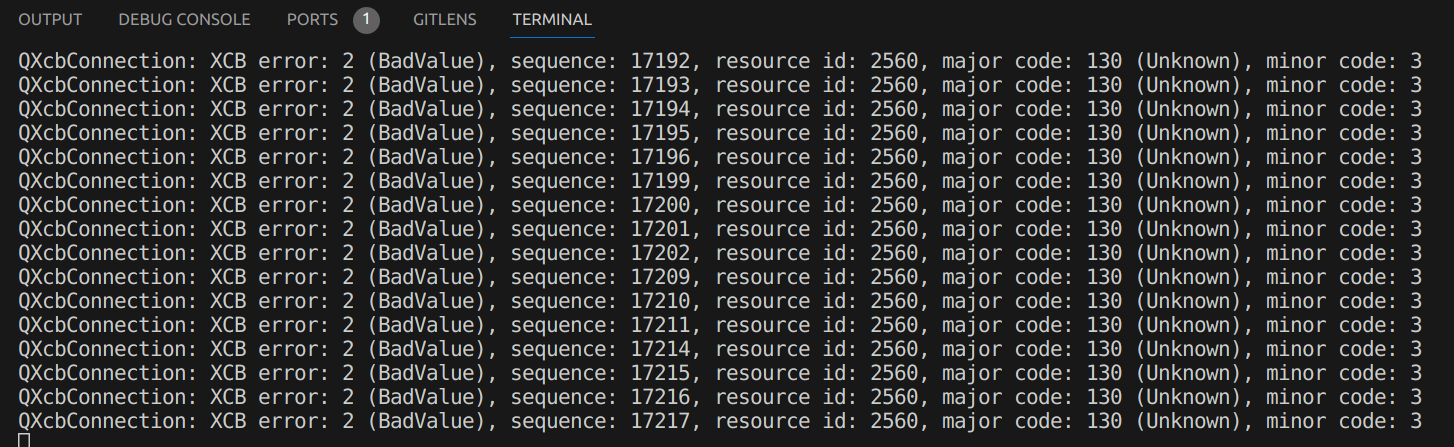 OUTPUT DEBUG CONSOLE PORTS 1 GITLENS TERMINAL
QXcbConnection: XCB error: 2 (BadValue), sequence: 17192, resource id: 2560, major code: 130 (Unknown), minor code: 3
QXcbConnection: XCB error: 2 (BadValue), sequence: 17193, resource id: 2560, major code: 130 (Unknown), minor code: 3
QXcbConnection: XCB error: 2 (BadValue), sequence: 17194, resource id: 2560, major code: 130 (Unknown), minor code: 3
QXcbConnection: XCB error: 2 (BadValue), sequence: 17195, resource id: 2560, major code: 130 (Unknown), minor code: 3
QXcbConnection: XCB error: 2 (BadValue), sequence: 17196, resource id: 2560, major code: 130 (Unknown), minor code: 3
QXcbConnection: XCB error: 2 (BadValue), sequence: 17199, resource id: 2560, major code: 130 (Unknown), minor code: 3
QXcbConnection: XCB error: 2 (BadValue), sequence: 17200, resource id: 2560, major code: 130 (Unknown), minor code: 3
QXcbConnection: XCB error: 2 (BadValue), sequence: 17201, resource id: 2560, major code: 130 (Unknown), minor code: 3
QXcbConnection: XCB error: 2 (BadValue), sequence: 17202, resource id: 2560, major code: 130 (Unknown), minor code: 3
QXcbConnection: XCB error: 2 (BadValue), sequence: 17209, resource id: 2560, major code: 130 (Unknown), minor code: 3
QXcbConnection: XCB error: 2 (BadValue), sequence: 17210, resource id: 2560, major code: 130 (Unknown), minor code: 3
QXcbConnection: XCB error: 2 (BadValue), sequence: 17211, resource id: 2560, major code: 130 (Unknown), minor code: 3
QXcbConnection: XCB error: 2 (BadValue), sequence: 17214, resource id: 2560, major code: 130 (Unknown), minor code: 3
QXcbConnection: XCB error: 2 (BadValue), sequence: 17215, resource id: 2560, major code: 130 (Unknown), minor code: 3
QXcbConnection: XCB error: 2 (BadValue), sequence: 17216, resource id: 2560, major code: 130 (Unknown), minor code: 3
QXcbConnection: XCB error: 2 (BadValue), sequence: 17217, resource id: 2560, major code: 130 (Unknown), minor code: 3